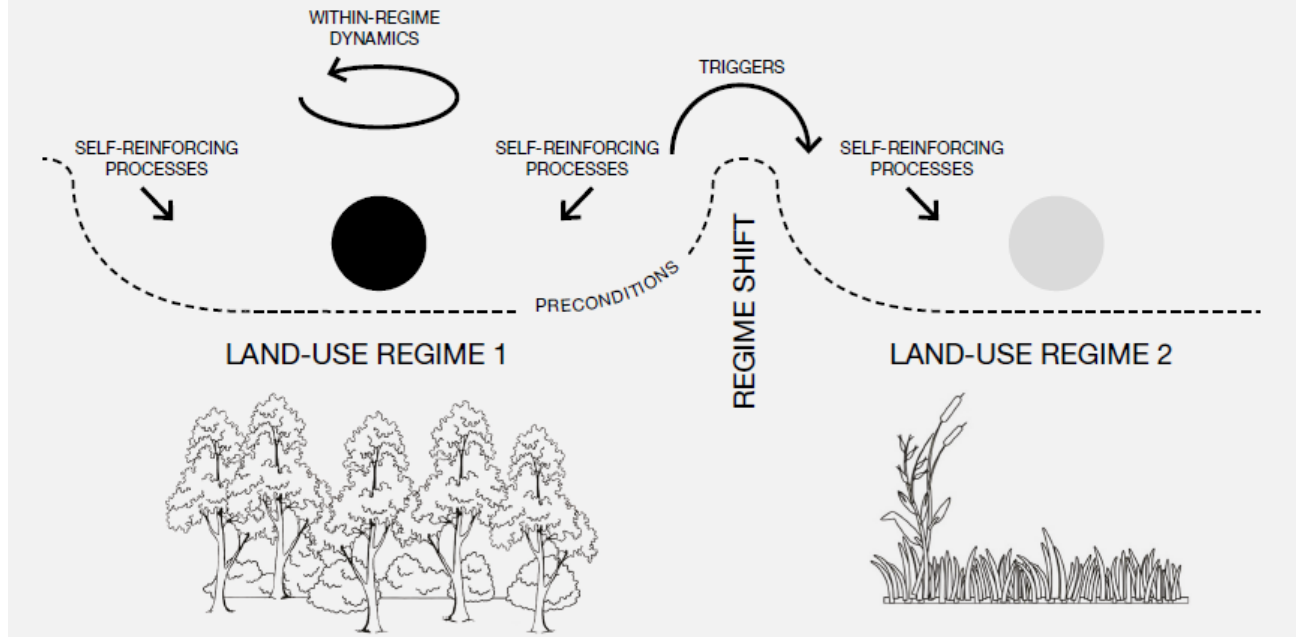 WITHIN-REGIME
DYNAMICS
TRIGGERS
SELF-REINFORCING
PROCESSES
SELF-REINFORCING
PROCESSES
SELF-REINFORCING
PROCESSES
PRECONDITIONS
REGIME SHIFT
LAND-USE REGIME 1
LAND-USE REGIME 2